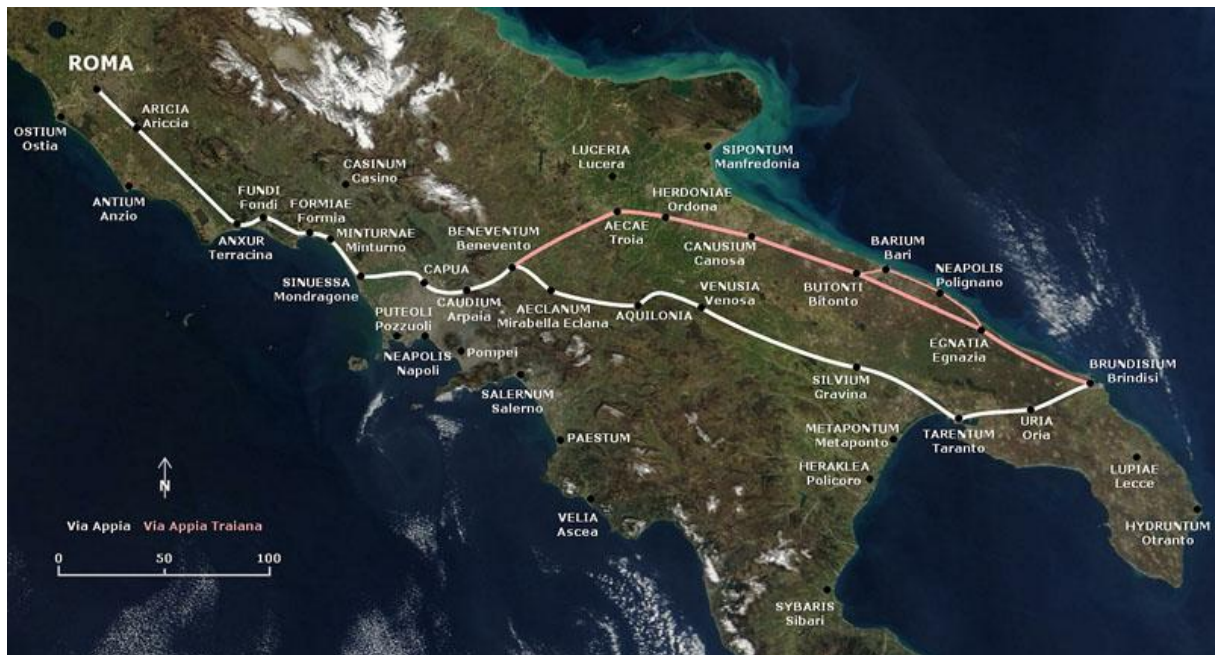 ROMA
ARICIA
Ariccia
OSTIUM
Ostia
ANTIUM
Anzio
CASINUM
Casino
FUNDI
Fondi
FORMIAE
Formia
ANXUR
Terracina
MINTURNAE
Minturno
SINUESSA
Mondragone
CAPUA
CAUDIUM
Arpaia
BENEVENTUM
Benevento
PUTEOLI
Pozzuoli
NEAPOLIS
Napoli
Pompei
SALERNUM
Salerno
PAESTUM
VELIA
Ascea
LUCERIA
Lucera
SIPONTUM
Manfredonia
HERDONIAE
Ordona
AECAE
Troia
CANUSIUM
Canosa
AECLANUM
Mirabella Eclana
AQUILONIA
VENUSIA
Venosa
BARIUM
Bari
BUTONTI
Bitonto
NEAPOLIS
Polignano
EGNATIA
Egnazia
BRUNDISIUM
Brindisi
SILVIUM
Gravina
METAPONTUM
Metaponto
HERAKLEA
Policoro
TARENTUM
Taranto
URIA
Oria
LUPIAE
Lecce
HYDRUNTUM
Otranto
SYBARIS
Sibari
N
Via Appia Via Appia Traiana
0 50 100